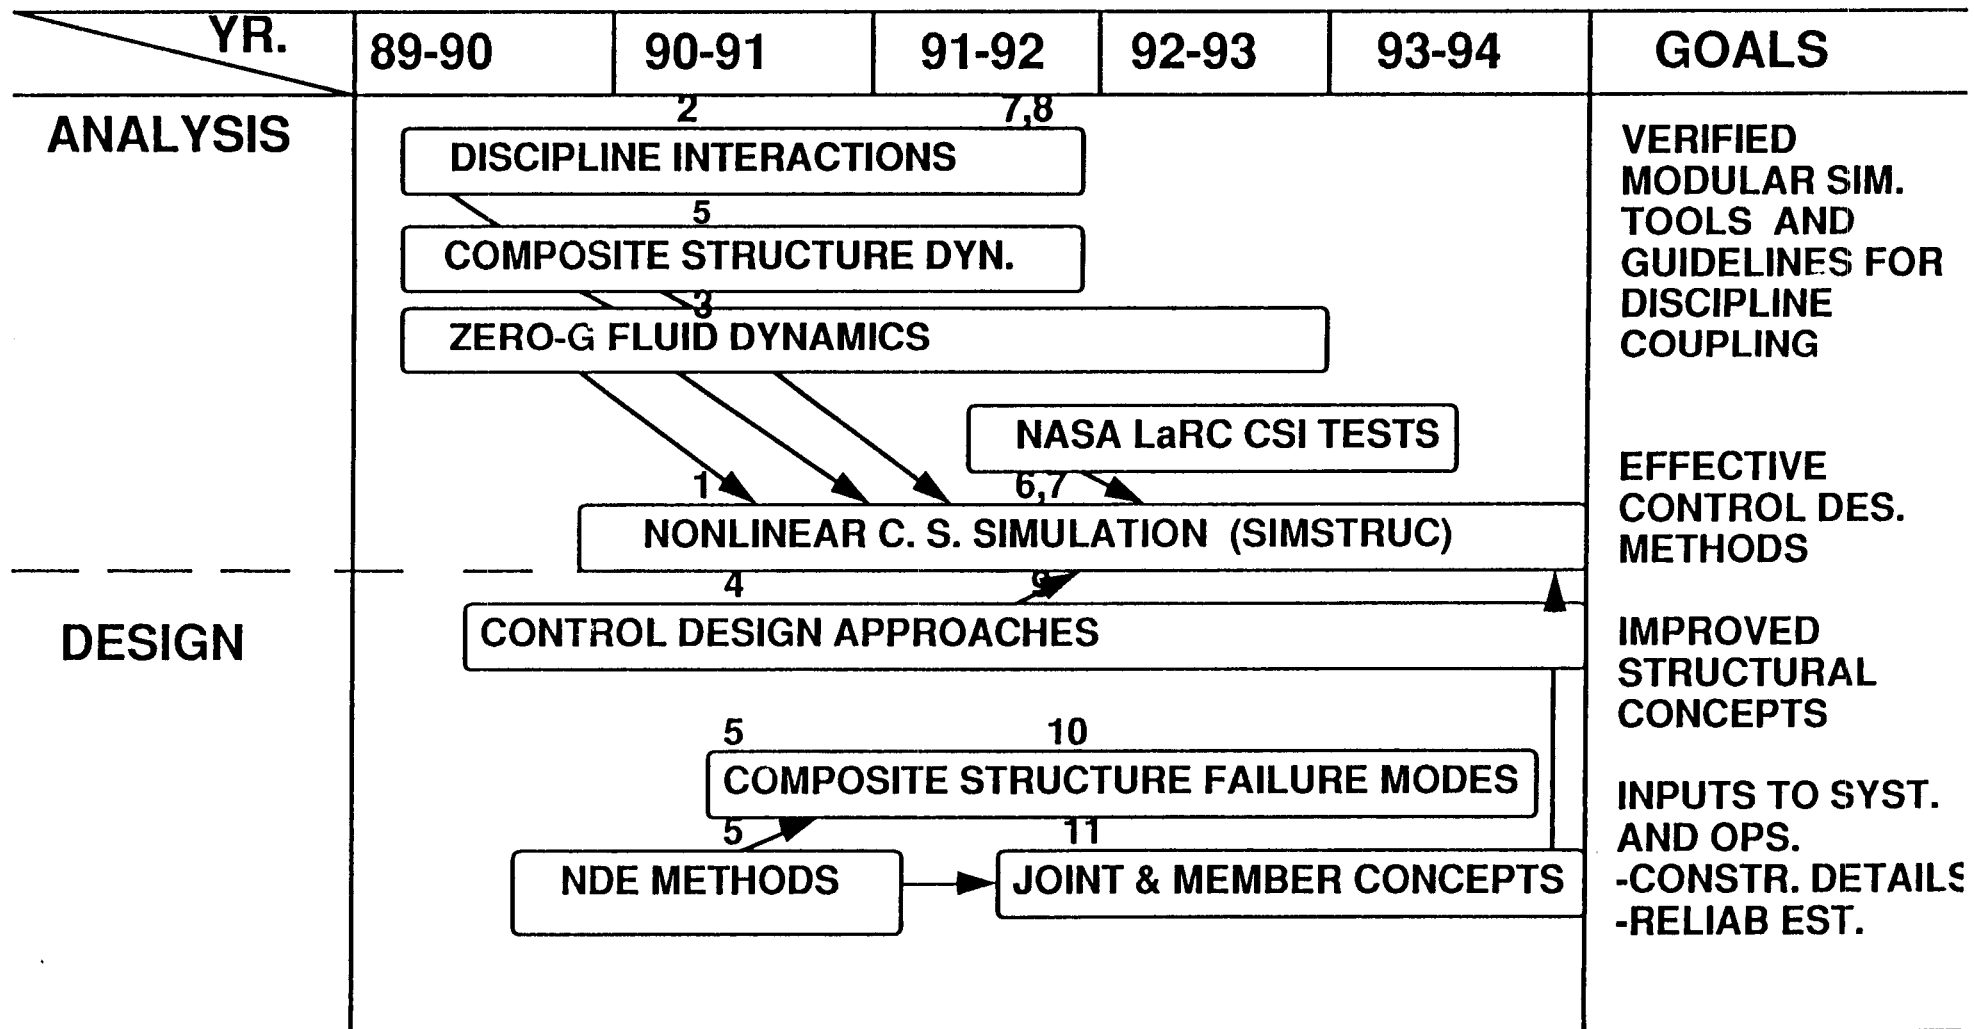 YR.
89-90
90-91
91-92
92-93
93-94
GOALS
ANALYSIS
2
7,8
DISCIPLINE INTERACTIONS
5
COMPOSITE STRUCTURE DYN.
3
ZERO-G FLUID DYNAMICS
NASA LaRC CSI TESTS
1
6,7
NONLINEAR C. S. SIMULATION (SIMSTRUC)
DESIGN
4
9
CONTROL DESIGN APPROACHES
5
10
COMPOSITE STRUCTURE FAILURE MODES
5
11
NDE METHODS
JOINT & MEMBER CONCEPTS
VERIFIED
MODULAR SIM.
TOOLS AND
GUIDELINES FOR
DISCIPLINE
COUPLING
EFFECTIVE
CONTROL DES.
METHODS
IMPROVED
STRUCTURAL
CONCEPTS
INPUTS TO SYST.
AND OPS.
-CONSTR. DETAILS
-RELIAB EST.